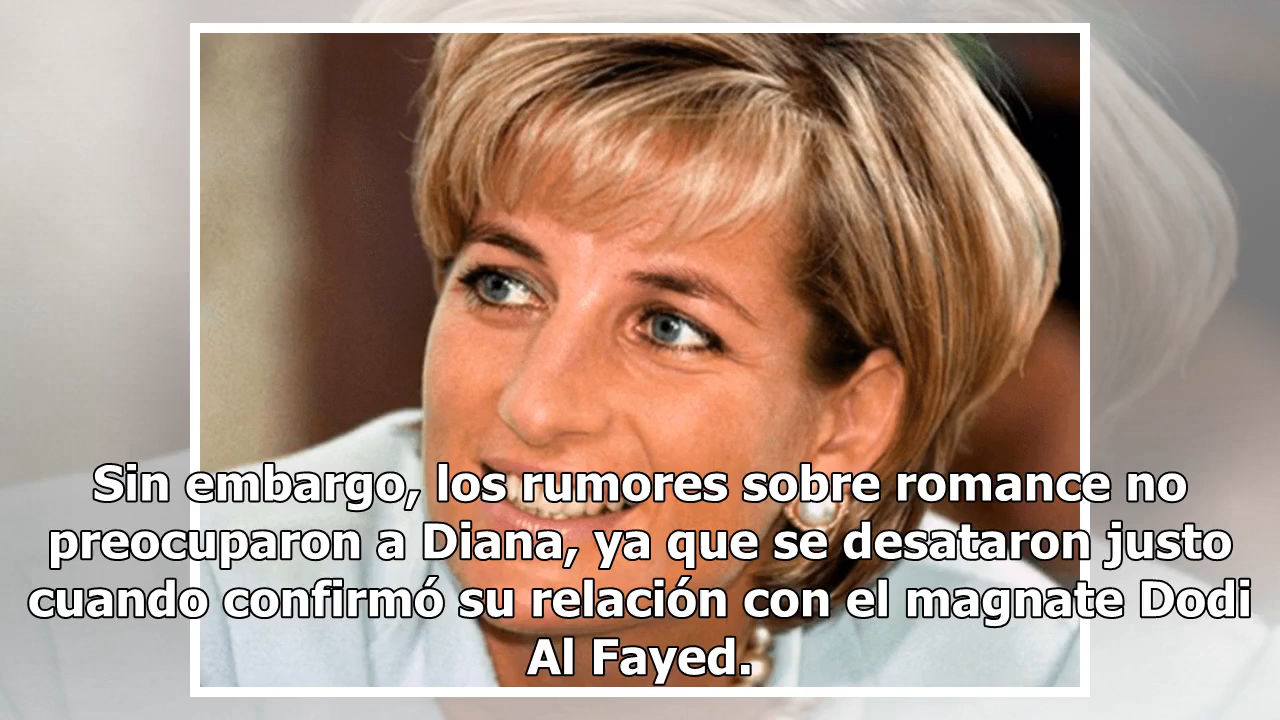 Sin embargo, los rumores sobre romance no
preocuparon a Diana, ya que se desataron justo
cuando confirmó su relación con el magnate Dodi
Al Fayed.